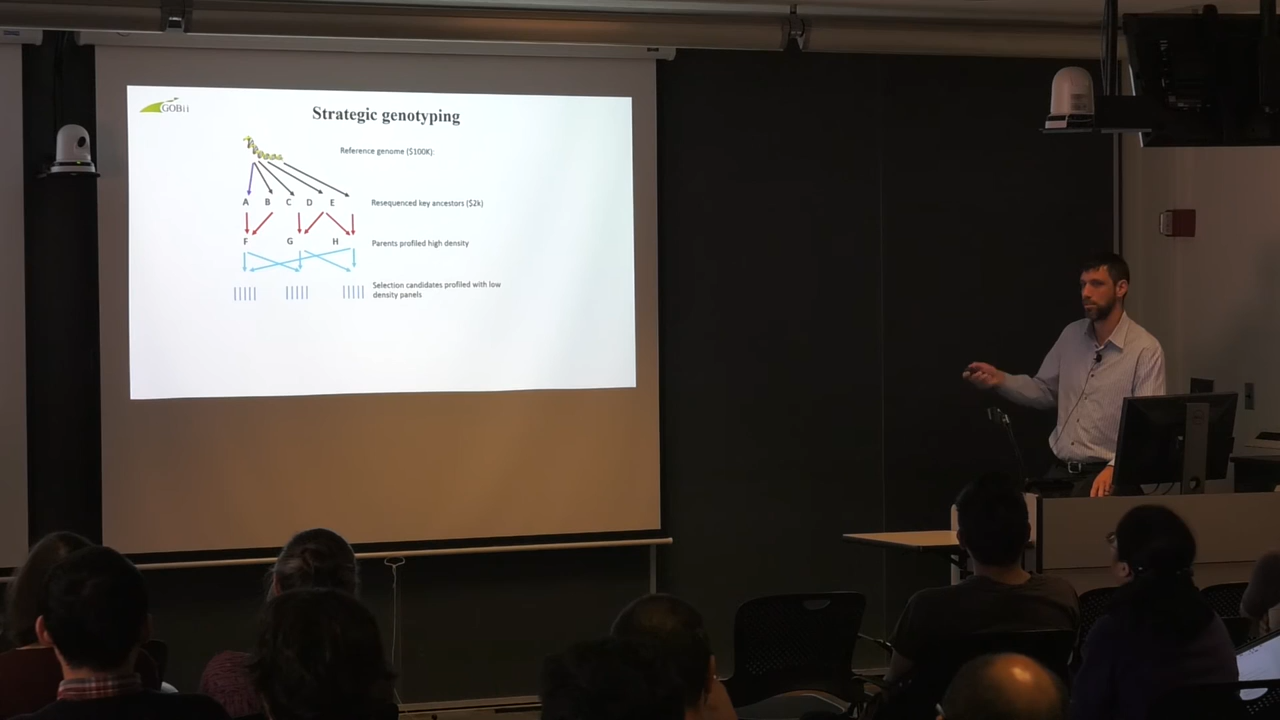 GOBii
Strategic genotyping
Reference genome ($100K):
A B C D E
Resequenced key ancestors ($2k)
F G H
Parents profiled high density
Selection candidates profiled with low
density panels